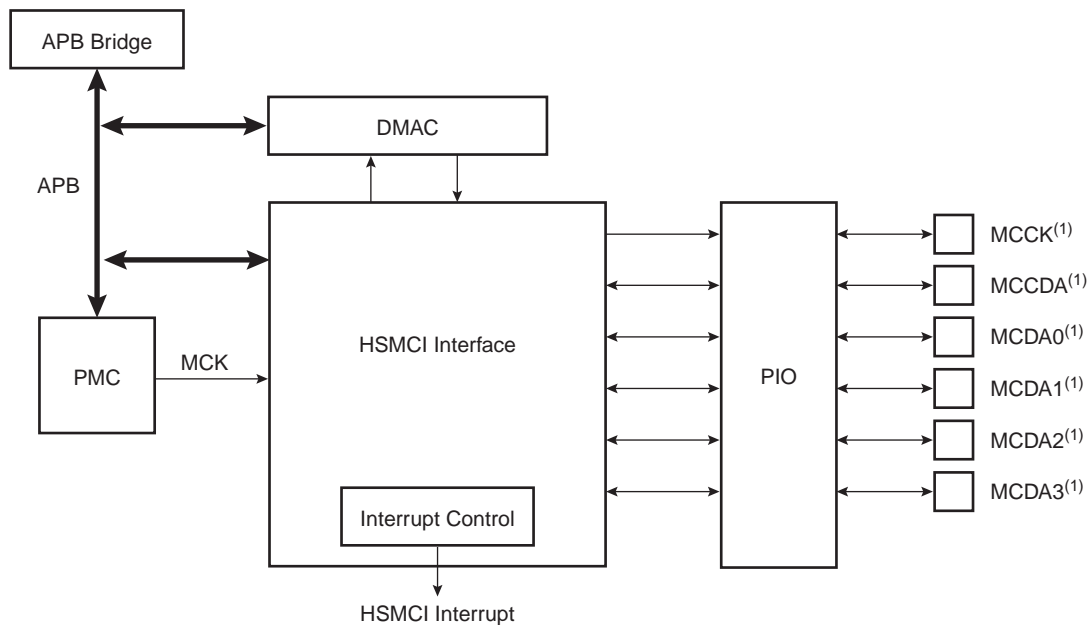 APB Bridge
DMAC
APB
MCCK(1)
MCCDA(1)
HSMCI Interface
MCDA0(1)
MCK
PMC
PIO
MCDA1(1)
MCDA2(1)
MCDA3(1)
Interrupt Control
HSMCI Interrupt